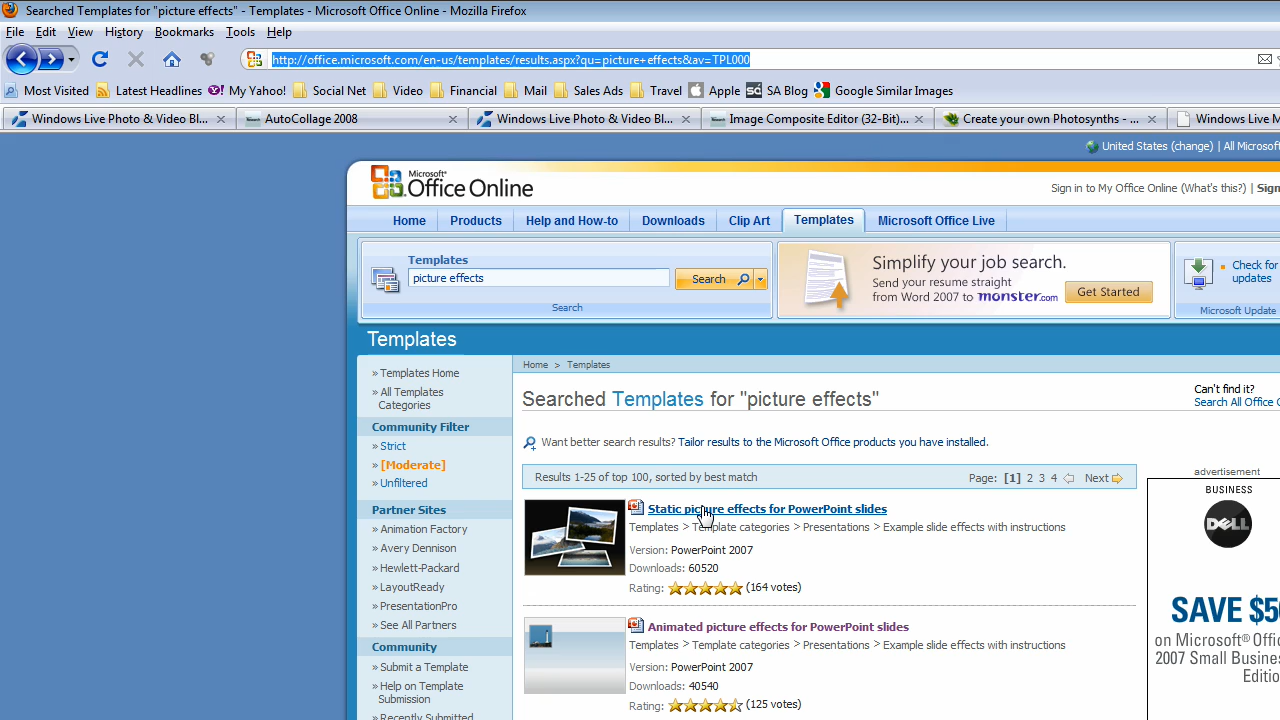 Searched Templates for "picture effects" - Templates - Microsoft Office Online - Mozilla Firefox
File Edit View History Bookmarks Tools Help
http://office.microsoft.com/en-us/templates/results.aspx?qu=picture+effects&av=TPL000
Most Visited Latest Headlines My Yahoo! Social Net Video Financial Mail Sales Ads Travel Apple SA Blog Google Similar Images
Windows Live Photo & Video Bl... AutoCollage 2008 Windows Live Photo & Video Bl... Image Composite Editor (32-Bit)... Create your own Photosynths - ... Windows Live M
United States (change) | All Microsoft
Microsoft®
Office Online
Sign in to My Office Online (What's this?) | Sign
Home Products Help and How-to Downloads Clip Art Templates Microsoft Office Live
Templates
picture effects
Search
Search
Simplify your job search.
Send your resume straight
from Word 2007 to monster.com
Get Started
Check for
updates
Microsoft Update
Templates
» Templates Home
» All Templates
Categories
Community Filter
» Strict
» [Moderate]
» Unfiltered
Partner Sites
» Animation Factory
» Avery Dennison
» Hewlett-Packard
» LayoutReady
» PresentationPro
» See All Partners
Community
» Submit a Template
» Help on Template
Submission
» Recently Submitted
Home > Templates
Searched Templates for "picture effects"
Can't find it?
Search All Office O
Want better search results? Tailor results to the Microsoft Office products you have installed.
Results 1-25 of top 100, sorted by best match
Page: [1] 2 3 4 Next
Static picture effects for PowerPoint slides
Templates > Template categories > Presentations > Example slide effects with instructions
Version: PowerPoint 2007
Downloads: 60520
Rating: (164 votes)
Animated picture effects for PowerPoint slides
Templates > Template categories > Presentations > Example slide effects with instructions
Version: PowerPoint 2007
Downloads: 40540
Rating: (125 votes)
advertisement
BUSINESS
DELL
SAVE $50
on Microsoft® Offic
2007 Small Business
Edition